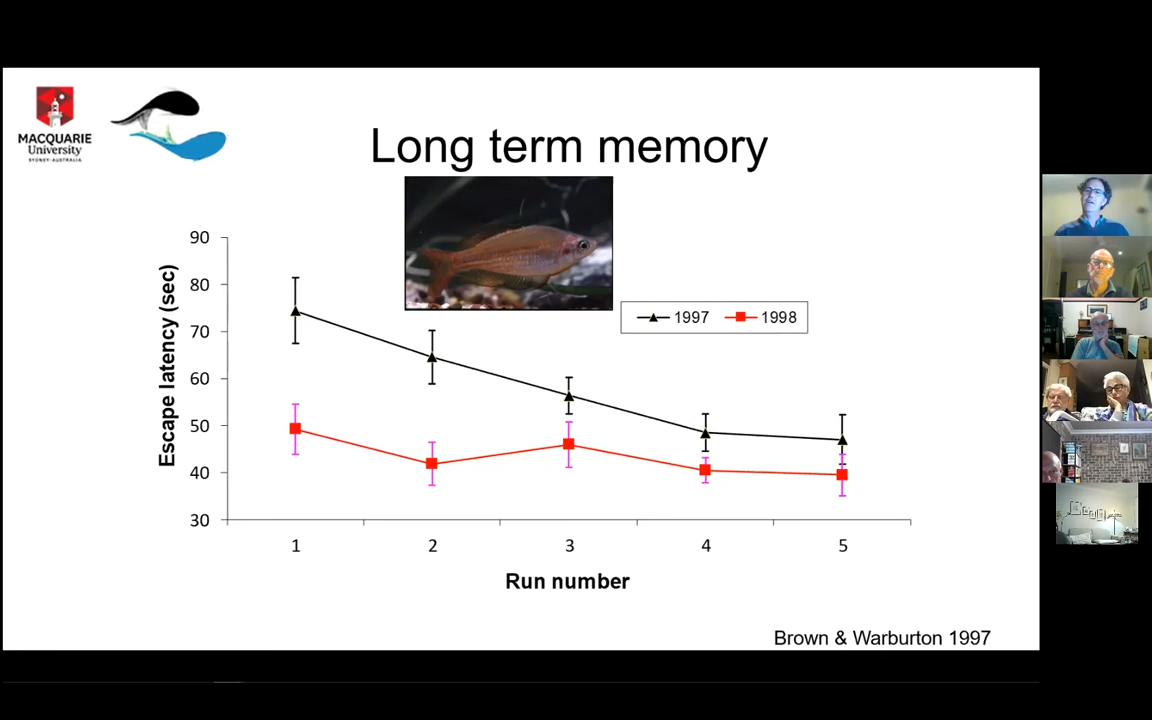 MACQUARIE
University
SYDNEY·AUSTRALIA
Long term memory
90
80
70
60
50
40
30
Escape latency (sec)
1997
1998
1
2
3
4
5
Run number
Brown & Warburton 1997